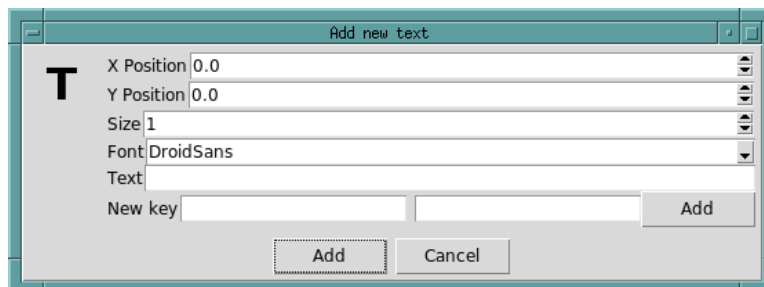 Add new text
T
X Position 0.0
Y Position 0.0
Size 1
Font DroidSans
Text
New key Add
Add Cancel